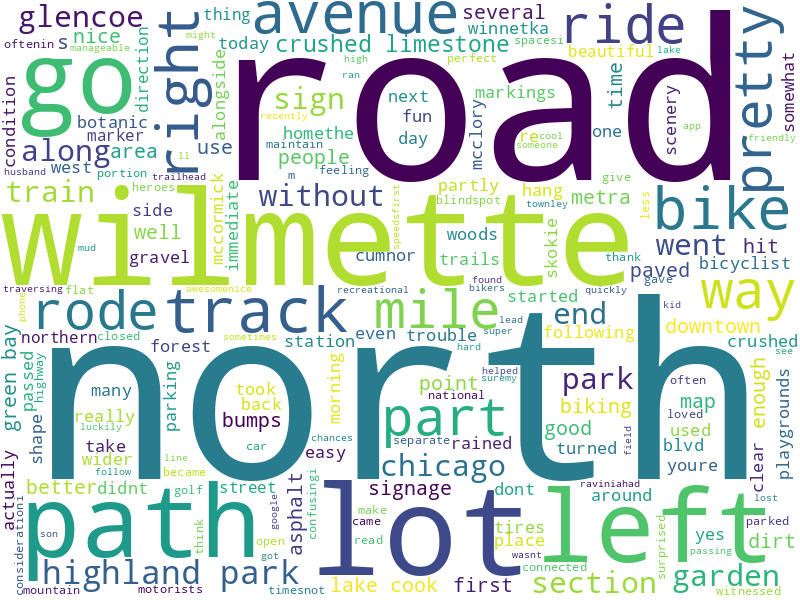 glencoe
nice
thing
avenue
several
ride
pretty
oftenin
s
manageable
today
crushed limestone
winnetka
might
spacesi
beautiful
lake
go
direction
right
alongside
high
ran
perfect
road
condition
botanic
marker
sign
next
markings
time
scenery
somewhat
recently
homethe
fun
day
mcclory
re
cool
someone
one
app
friendly
along
area
use
people
maintain
west
portion
ll
m
feeling
give
husband
trailhead
train
heroes
mccormick
immediate
without
partly
hang
metra
blindspot
townley
less
bike
side
well
cumnor
speedsfirst
woods
trails
skokie
thank
went
hit
mud
gravel
wilmette
found
paved
bicyclist
traversing
flat
awesomenice
recreational
bikers
quickly
gave
kid
way
phone
rode
track
mile
lead
super
started
end
following
downtown
green bay
northern
closed
sometimes
station
even
trouble
hard
crushed
see
passed
highway
forest
parking
morning
point
helped
suremy
national
park
often
loved
map
enough
playgrounds
many
took
back
north
biking
really
luckily
bumps
part
good
used
shape
take
car
chances
separate
rained
turned
blvd
youre
field
clear
actually
wider
line
became
easy
chicago
better
didnt
follow
golf
street
asphalt
confusingi
signage
dont
around
raviniahad
lost
path
think
google
lot
make
came
tires
place
surprised
left
yes
parked
dirt
consideration
son
open
got
read
wasnt
connected
passing
highland park
mountain
motorists
timesnot
lake cook
first
section
garden
witnessed